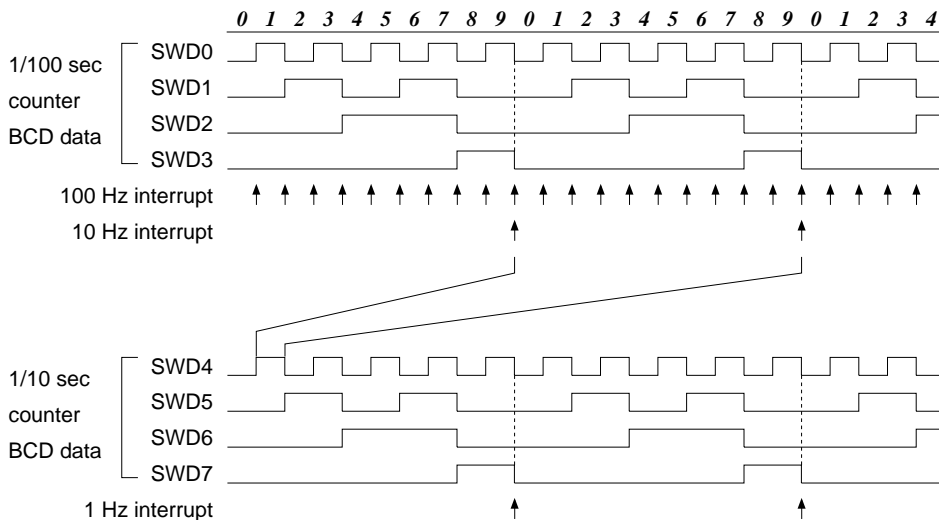 0 1 2 3 4 5 6 7 8 9 0 1 2 3 4 5 6 7 8 9 0 1 2 3 4
1/100 sec
counter
BCD data
SWD0
SWD1
SWD2
SWD3
100 Hz interrupt
10 Hz interrupt
1/10 sec
counter
BCD data
SWD4
SWD5
SWD6
SWD7
1 Hz interrupt